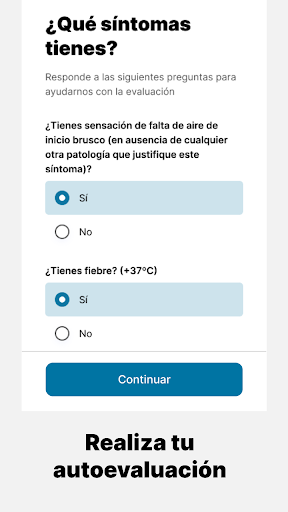 ¿Qué síntomas
tienes?
Responde a las siguientes preguntas para
ayudarnos con la evaluación
¿Tienes sensación de falta de aire de
inicio brusco (en ausencia de cualquier
otra patología que justifique este
síntoma)?
Sí
No
¿Tienes fiebre? (+37ºC)
Sí
No
Continuar
Realiza tu
autoevaluación